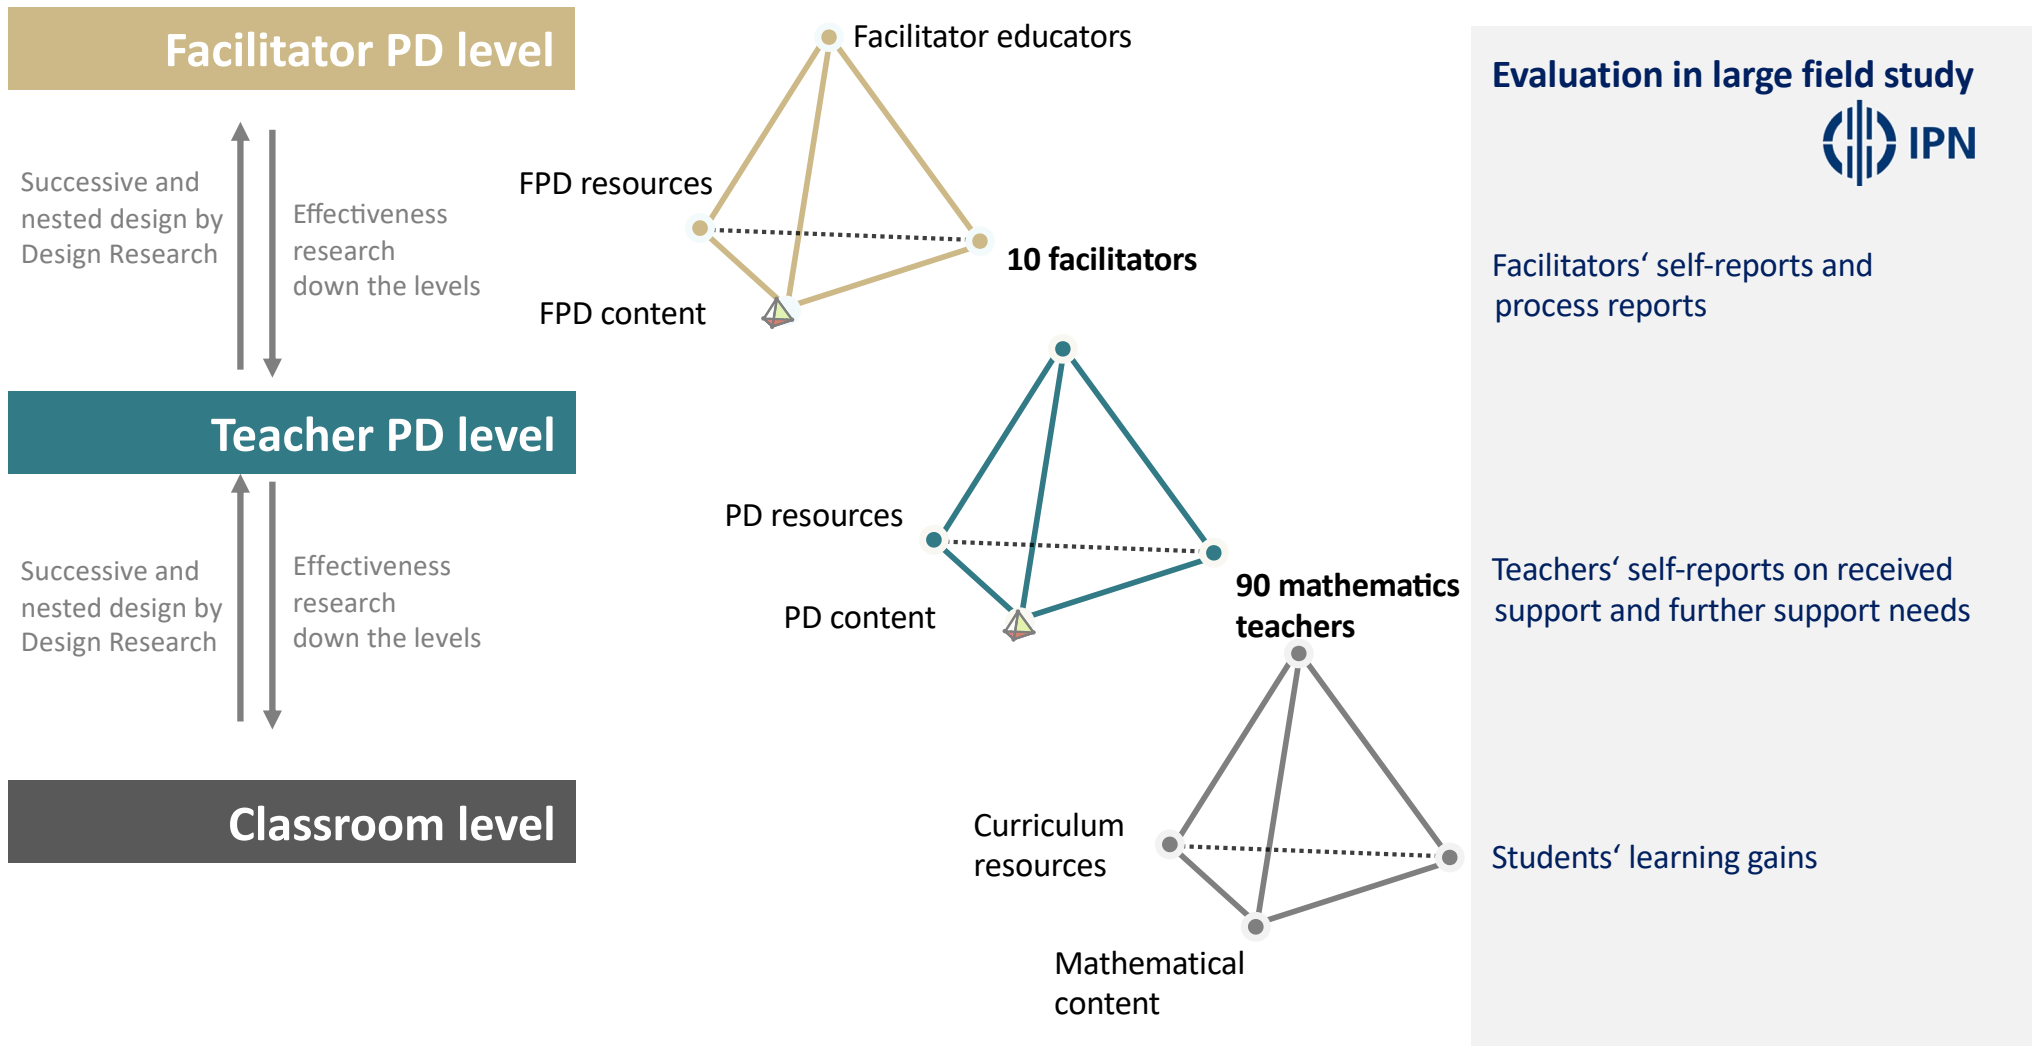 Facilitator PD level
Successive and
nested design by
Design Research
Effectiveness
research
down the levels
Teacher PD level
Successive and
nested design by
Design Research
Effectiveness
research
down the levels
Classroom level
Facilitator educators
FPD resources
10 facilitators
FPD content
PD resources
90 mathematics
teachers
PD content
Curriculum
resources
Mathematical
content
Evaluation in large field study
IPN
Facilitators‘ self-reports and
process reports
Teachers‘ self-reports on received
support and further support needs
Students‘ learning gains